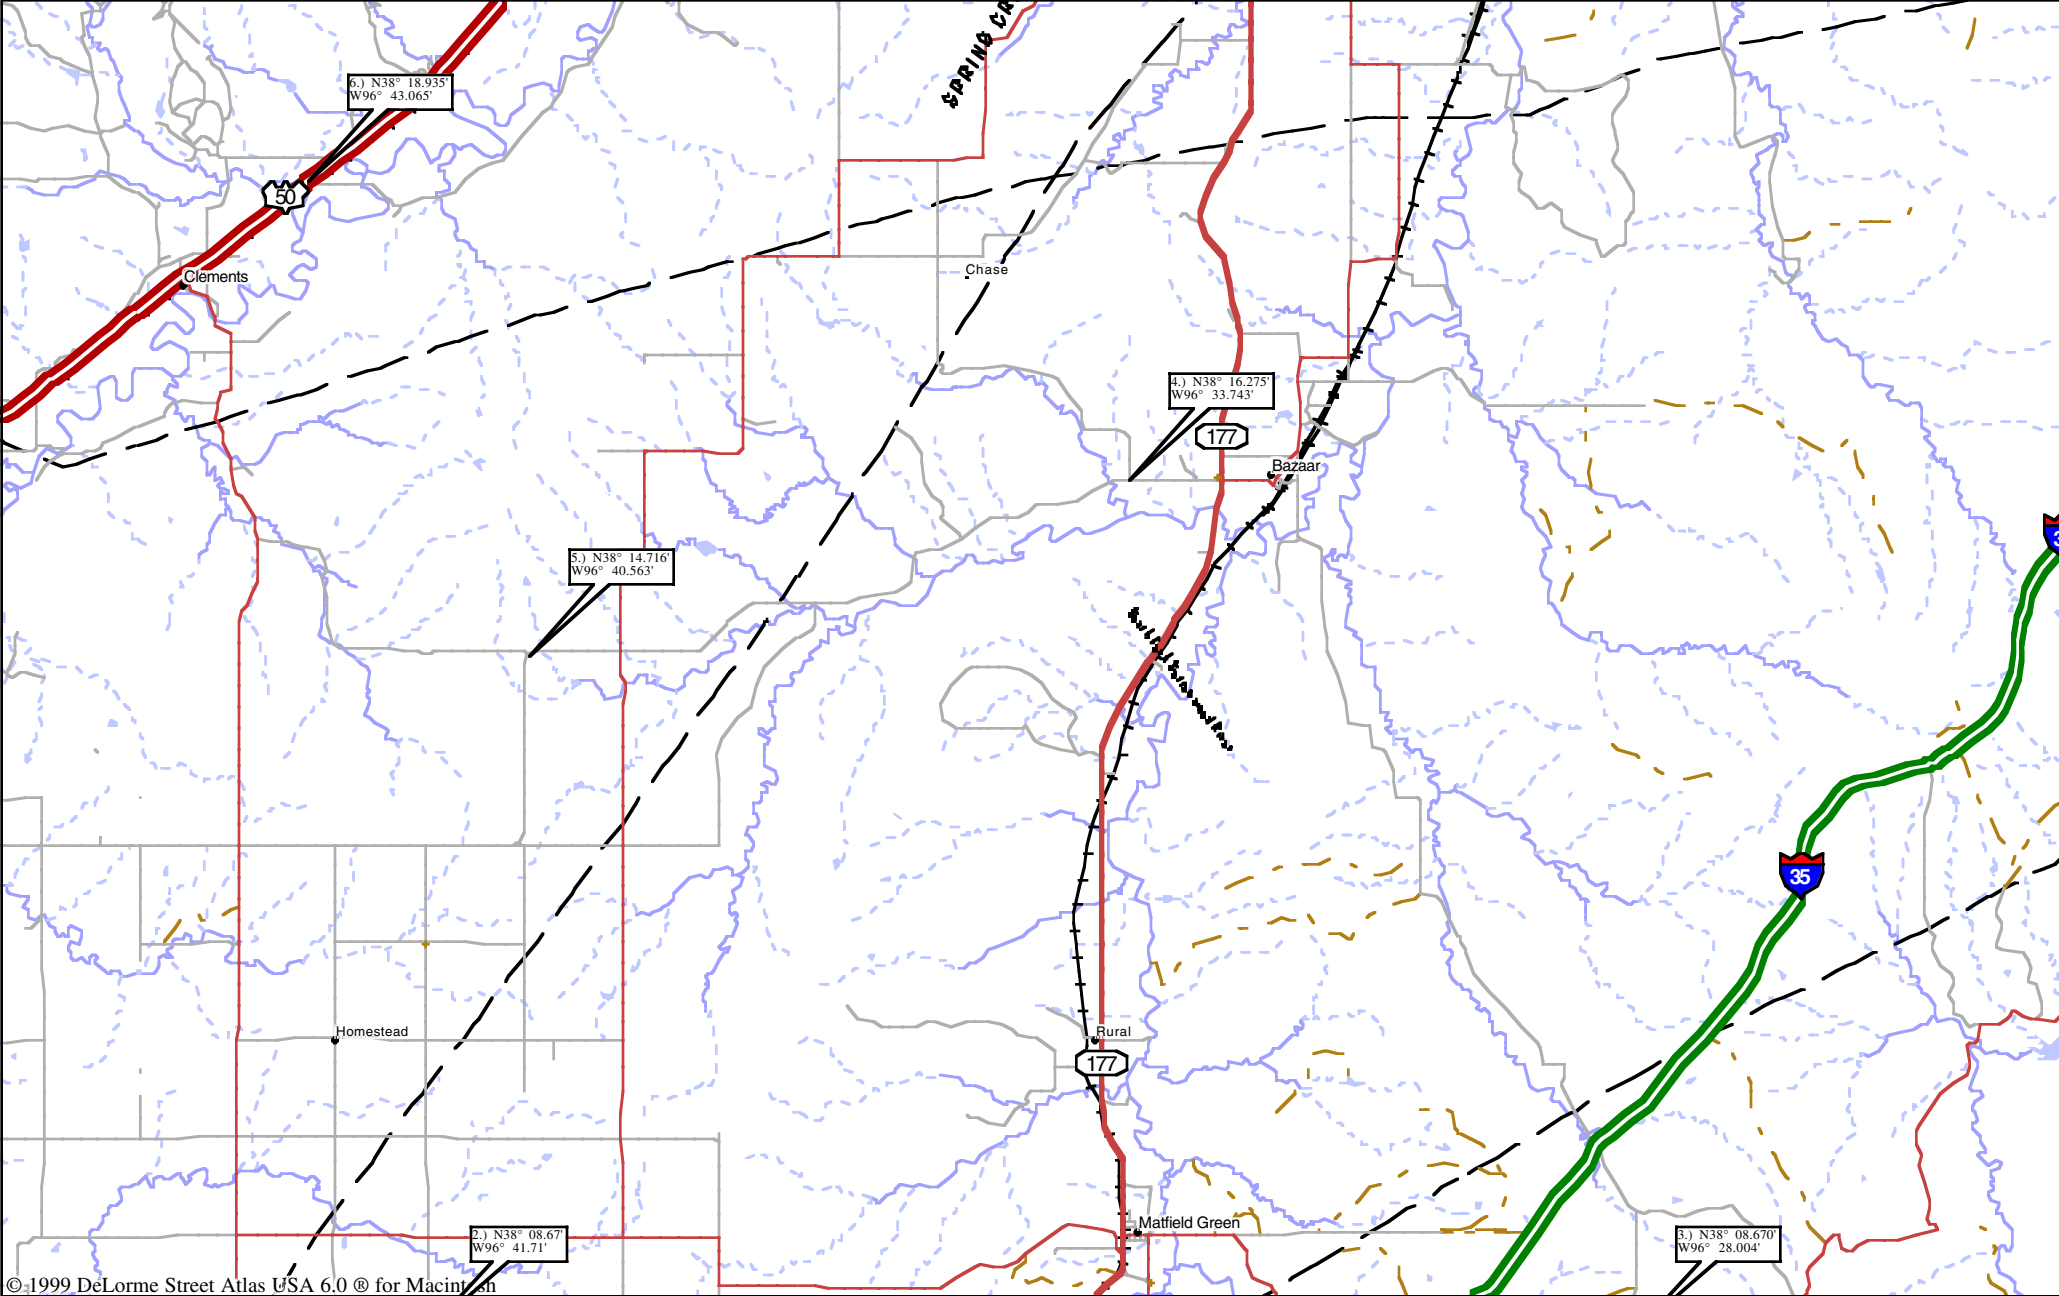 SPRING CR
6.) N38° 18.935'
W96° 43.065'
50
Clements
Chase
4.) N38° 16.275'
W96° 33.743'
177
Bazaar
5.) N38° 14.716'
W96° 40.563'
35
Homestead
Rural
177
Matfield Green
2.) N38° 08.67'
W96° 41.71'
3.) N38° 08.670'
W96° 28.004'
© 1999 DeLorme Street Atlas USA 6.0 ® for Macintosh